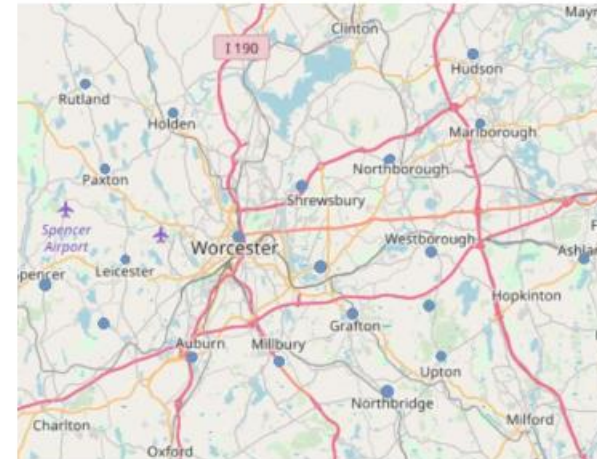 Clinton
Mayn
I 190
Hudson
Rutland
Holden
Marlborough
Northborough
Paxton
Shrewsbury
Spencer
Airport
Worcester
Westborough
Leicester
Ashla
pencer
Hopkinton
Grafton
Auburn
Millbury
Upton
Northbridge
Charlton
Milford
Oxford